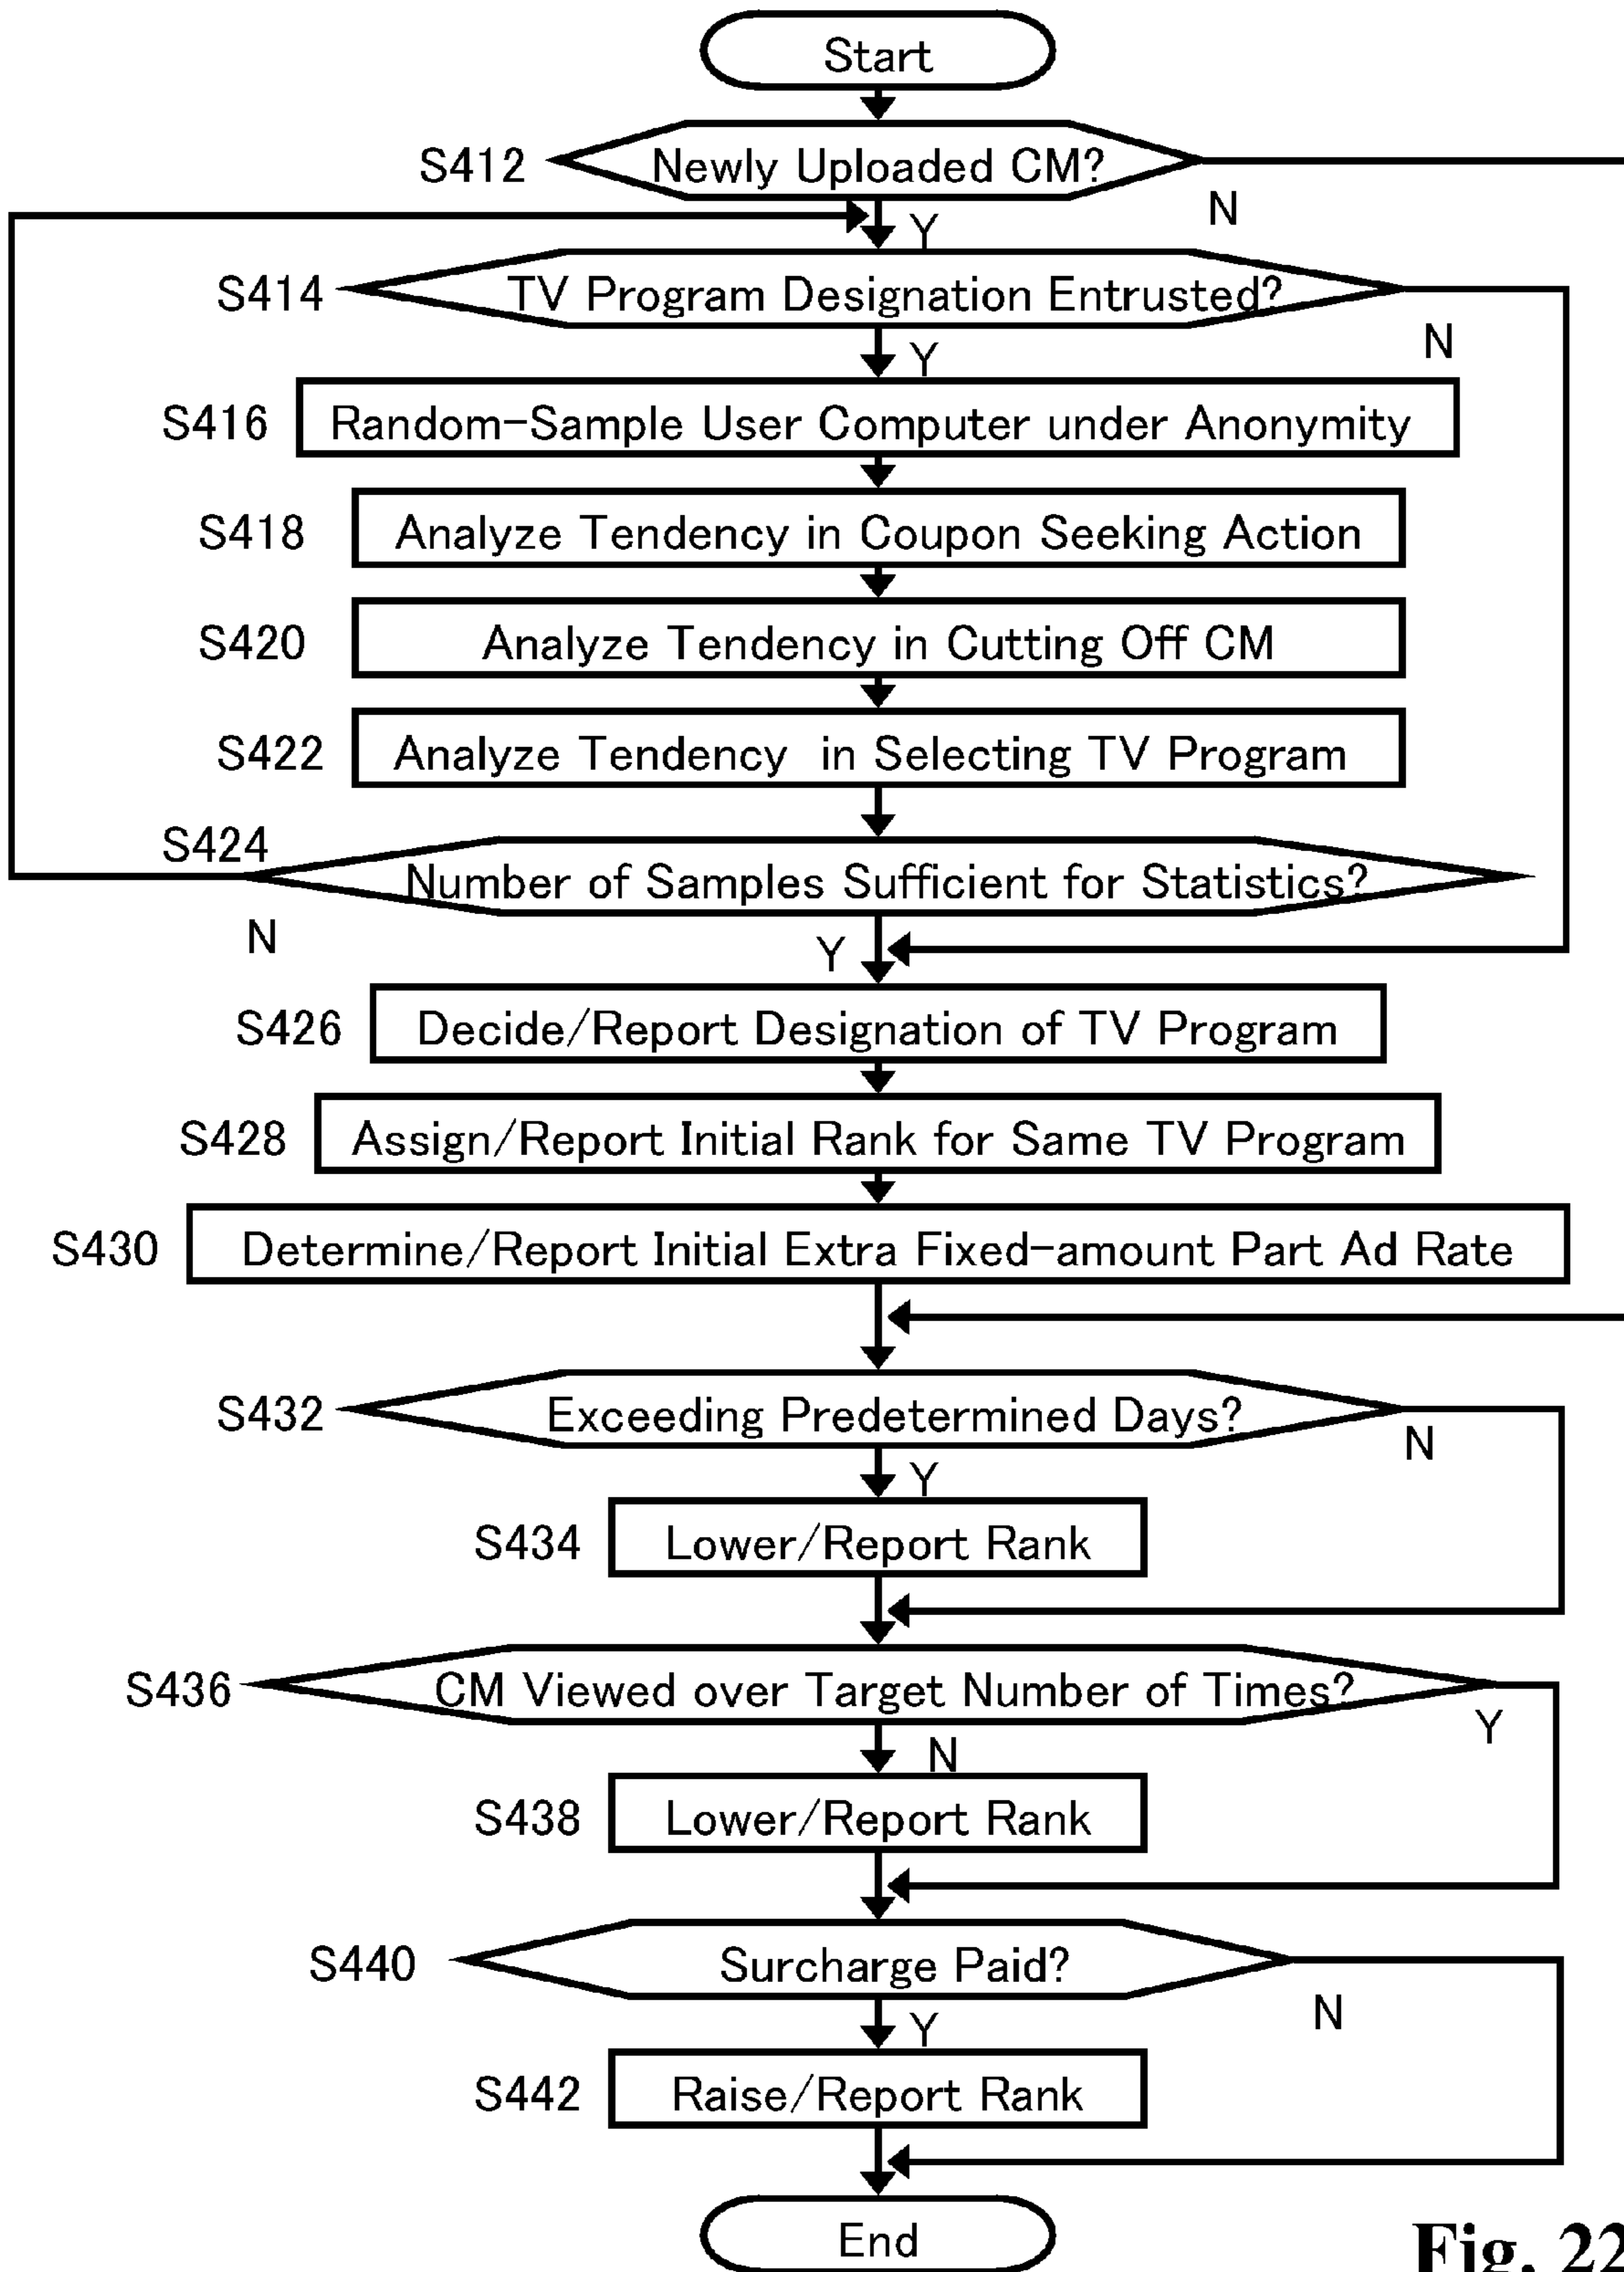 Start
S412 Newly Uploaded CM?
N
Y
S414 TV Program Designation Entrusted?
N
Y
S416 Random-Sample User Computer under Anonymity
S418 Analyze Tendency in Coupon Seeking Action
S420 Analyze Tendency in Cutting Off CM
S422 Analyze Tendency in Selecting TV Program
S424 Number of Samples Sufficient for Statistics?
N
Y
S426 Decide/Report Designation of TV Program
S428 Assign/Report Initial Rank for Same TV Program
S430 Determine/Report Initial Extra Fixed-amount Part Ad Rate
S432 Exceeding Predetermined Days?
N
Y
S434 Lower/Report Rank
S436 CM Viewed over Target Number of Times?
Y
N
S438 Lower/Report Rank
S440 Surcharge Paid?
N
Y
S442 Raise/Report Rank
End
Fig. 22